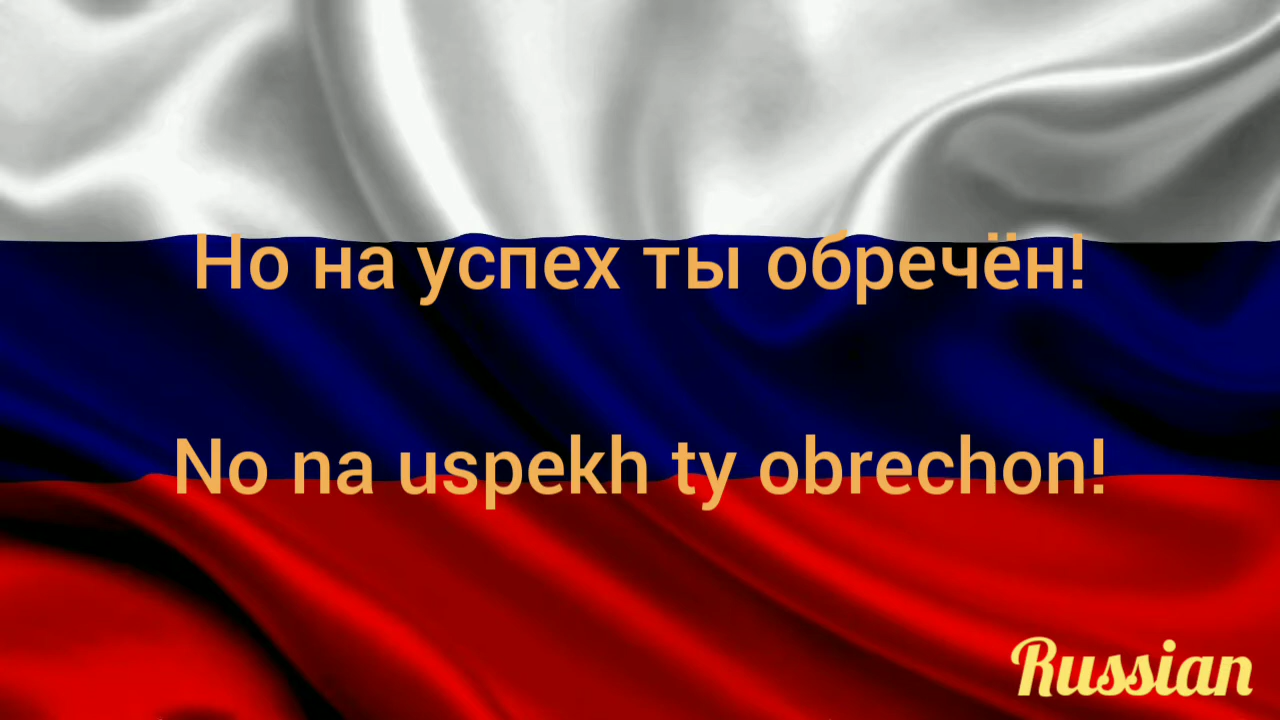 Но на успех ты обречён!
No na uspekh ty obrechon!
Russian